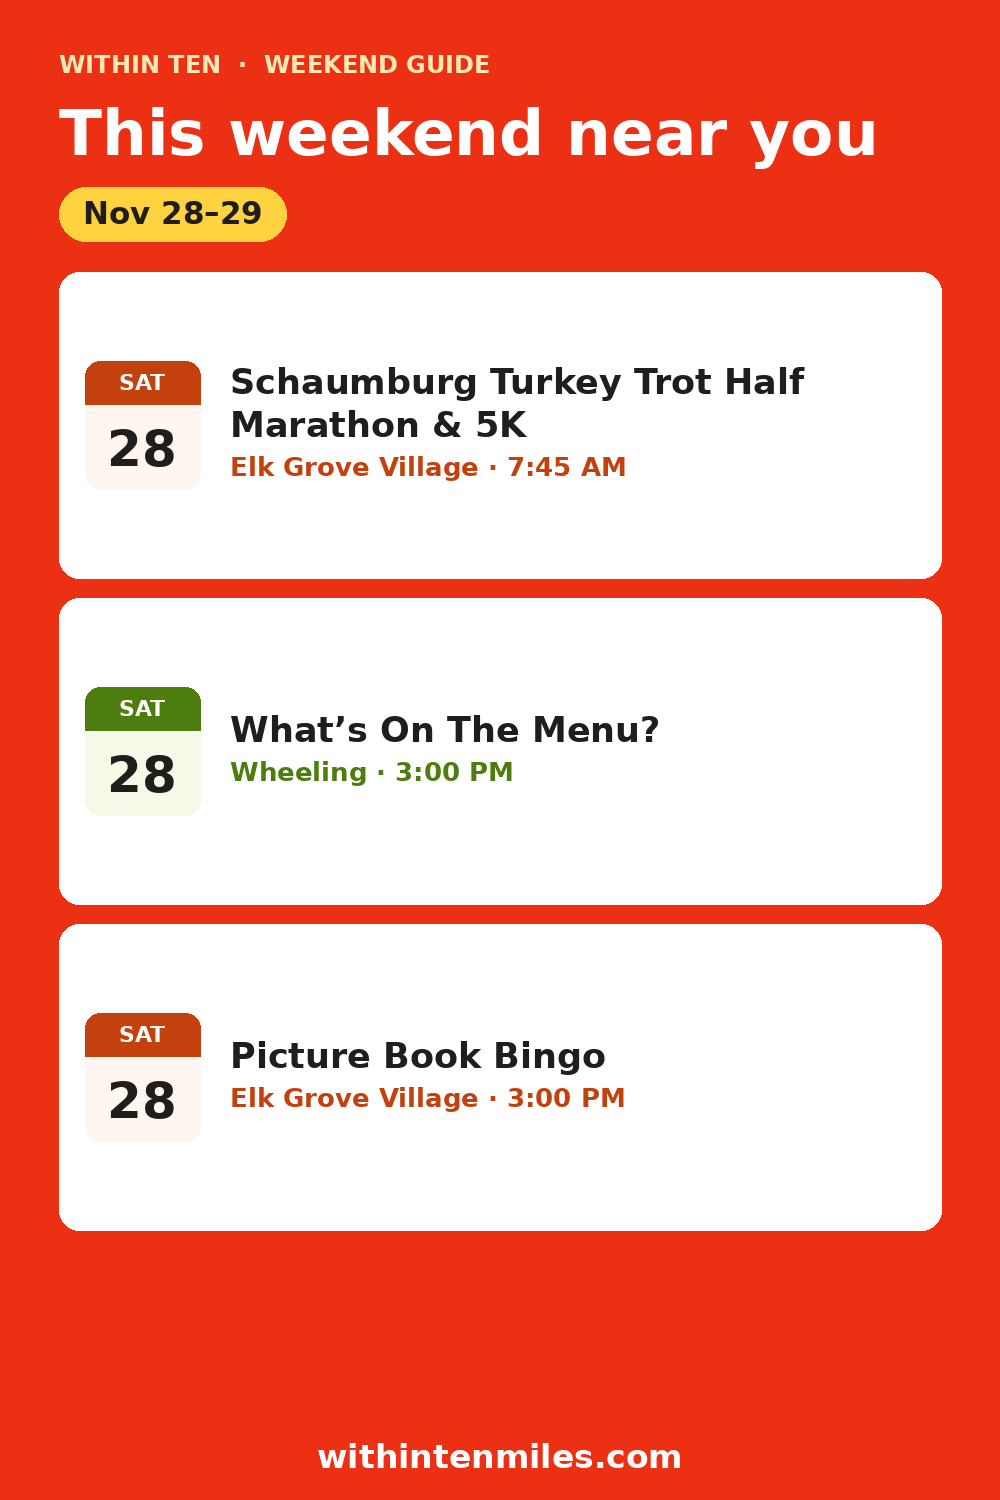 WITHIN TEN · WEEKEND GUIDE
This weekend near you
Nov 28–29
SAT
28
Schaumburg Turkey Trot Half
Marathon & 5K
Elk Grove Village · 7:45 AM
SAT
28
What’s On The Menu?
Wheeling · 3:00 PM
SAT
28
Picture Book Bingo
Elk Grove Village · 3:00 PM
withintenmiles.com